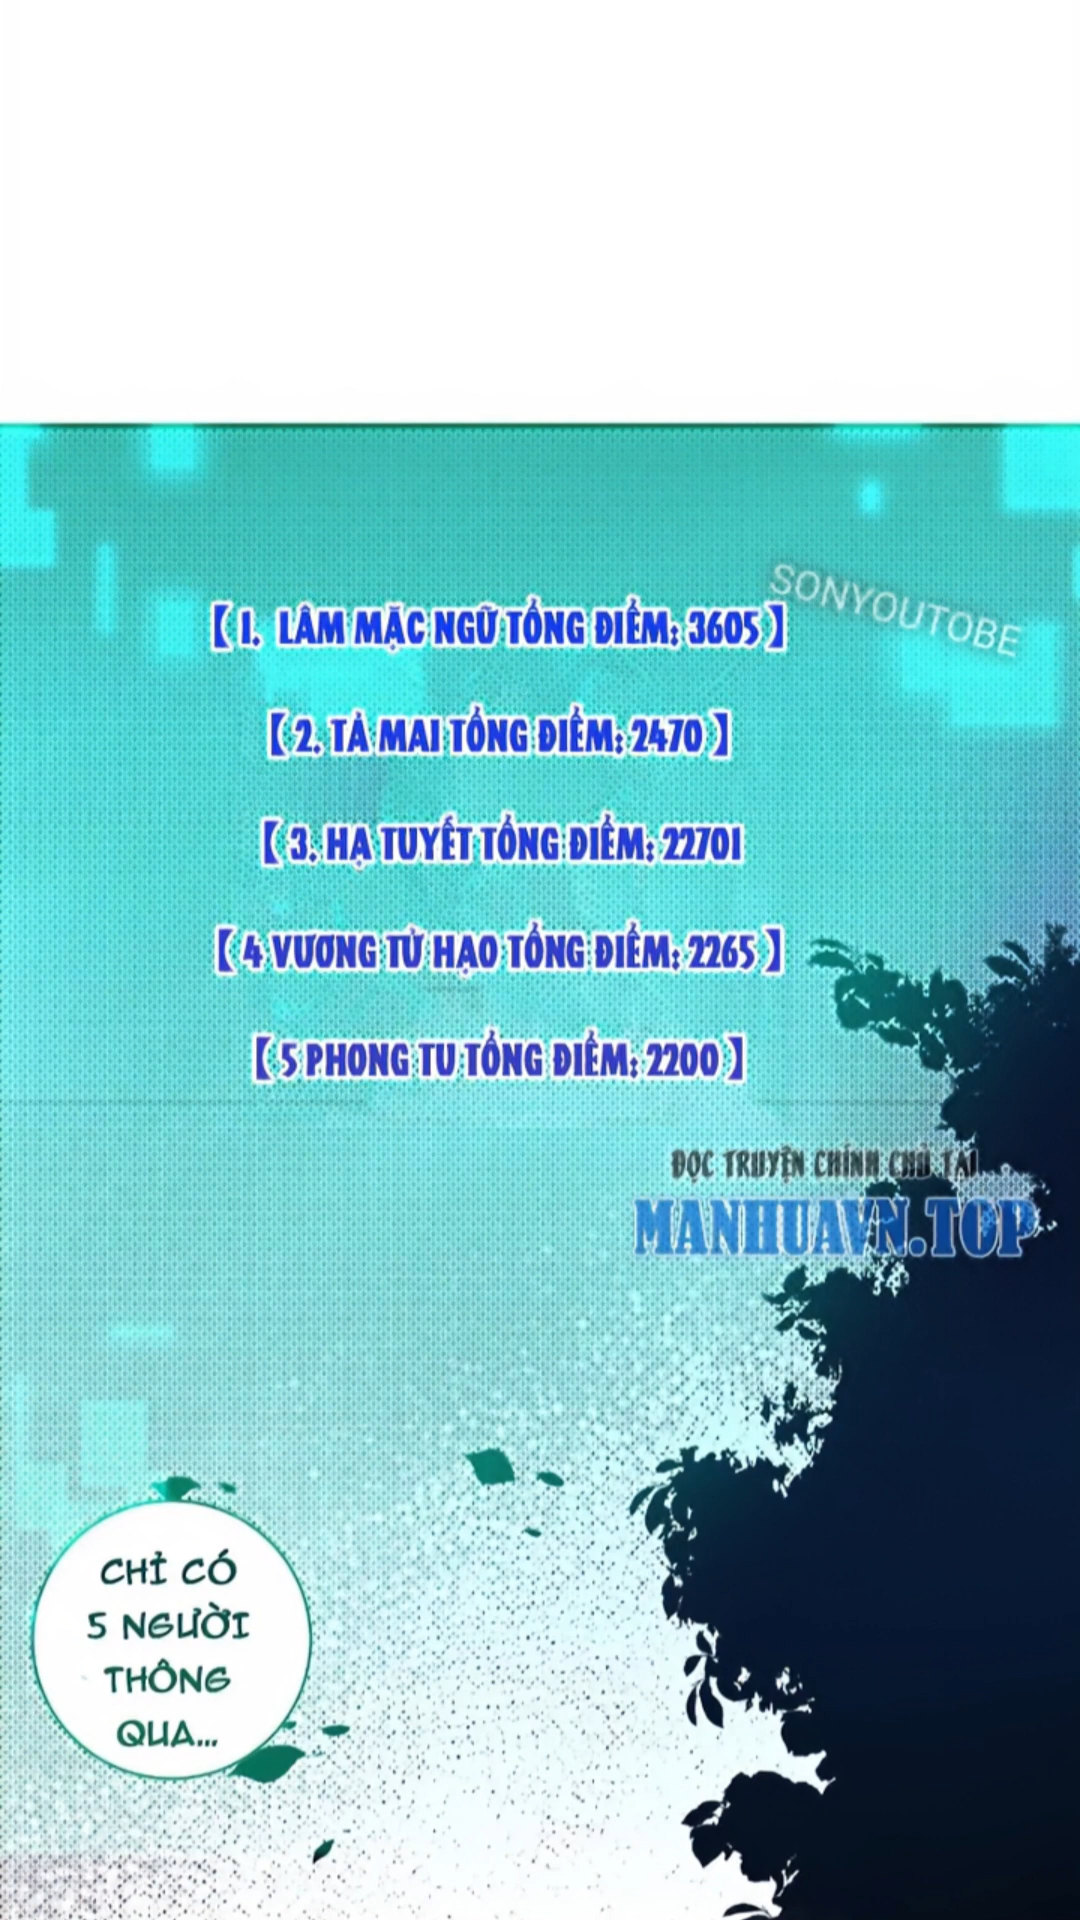 SONYOUTOBE
【 1. LÂM MẶC NGỮ TỔNG ĐIỂM: 3605 】
【 2. TẢ MAI TỔNG ĐIỂM: 2470 】
【 3. HẠ TUYẾT TỔNG ĐIỂM: 22701
【 4 VƯƠNG TỬ HẠO TỔNG ĐIỂM: 2265 】
【 5 PHONG TU TỔNG ĐIỂM: 2200 】
ĐỌC TRUYỆN CHÍNH CHỦ TẠI
MANHUAVN.TOP
CHỈ CÓ
5 NGƯỜI
THÔNG
QUA...